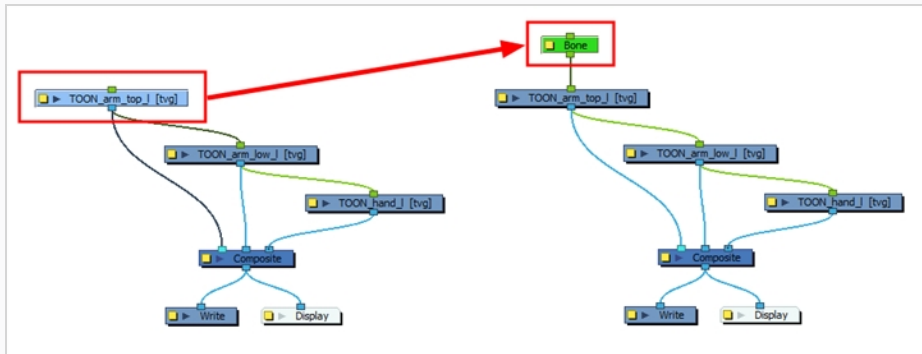 Bone
TOON_arm_top_l [tvg]
TOON_arm_top_l [tvg]
TOON_arm_low_l [tvg]
TOON_arm_low_l [tvg]
TOON_hand_l [tvg]
TOON_hand_l [tvg]
Composite
Composite
Write
Display
Write
Display